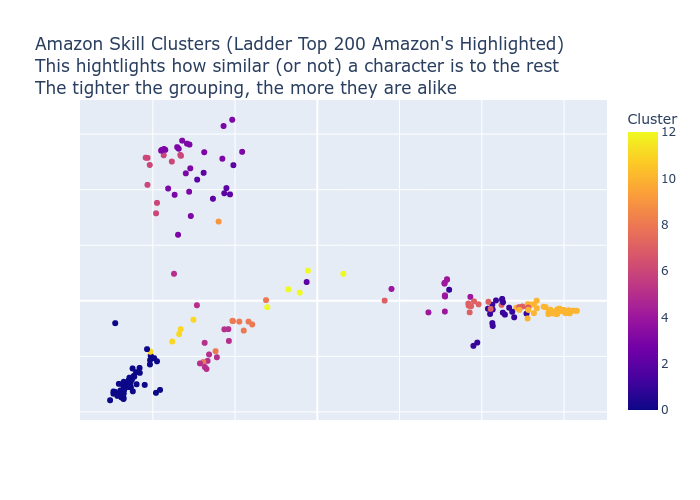 Amazon Skill Clusters (Ladder Top 200 Amazon's Highlighted)
This hightlights how similar (or not) a character is to the rest
The tighter the grouping, the more they are alike
Cluster
12
10
8
6
4
2
0